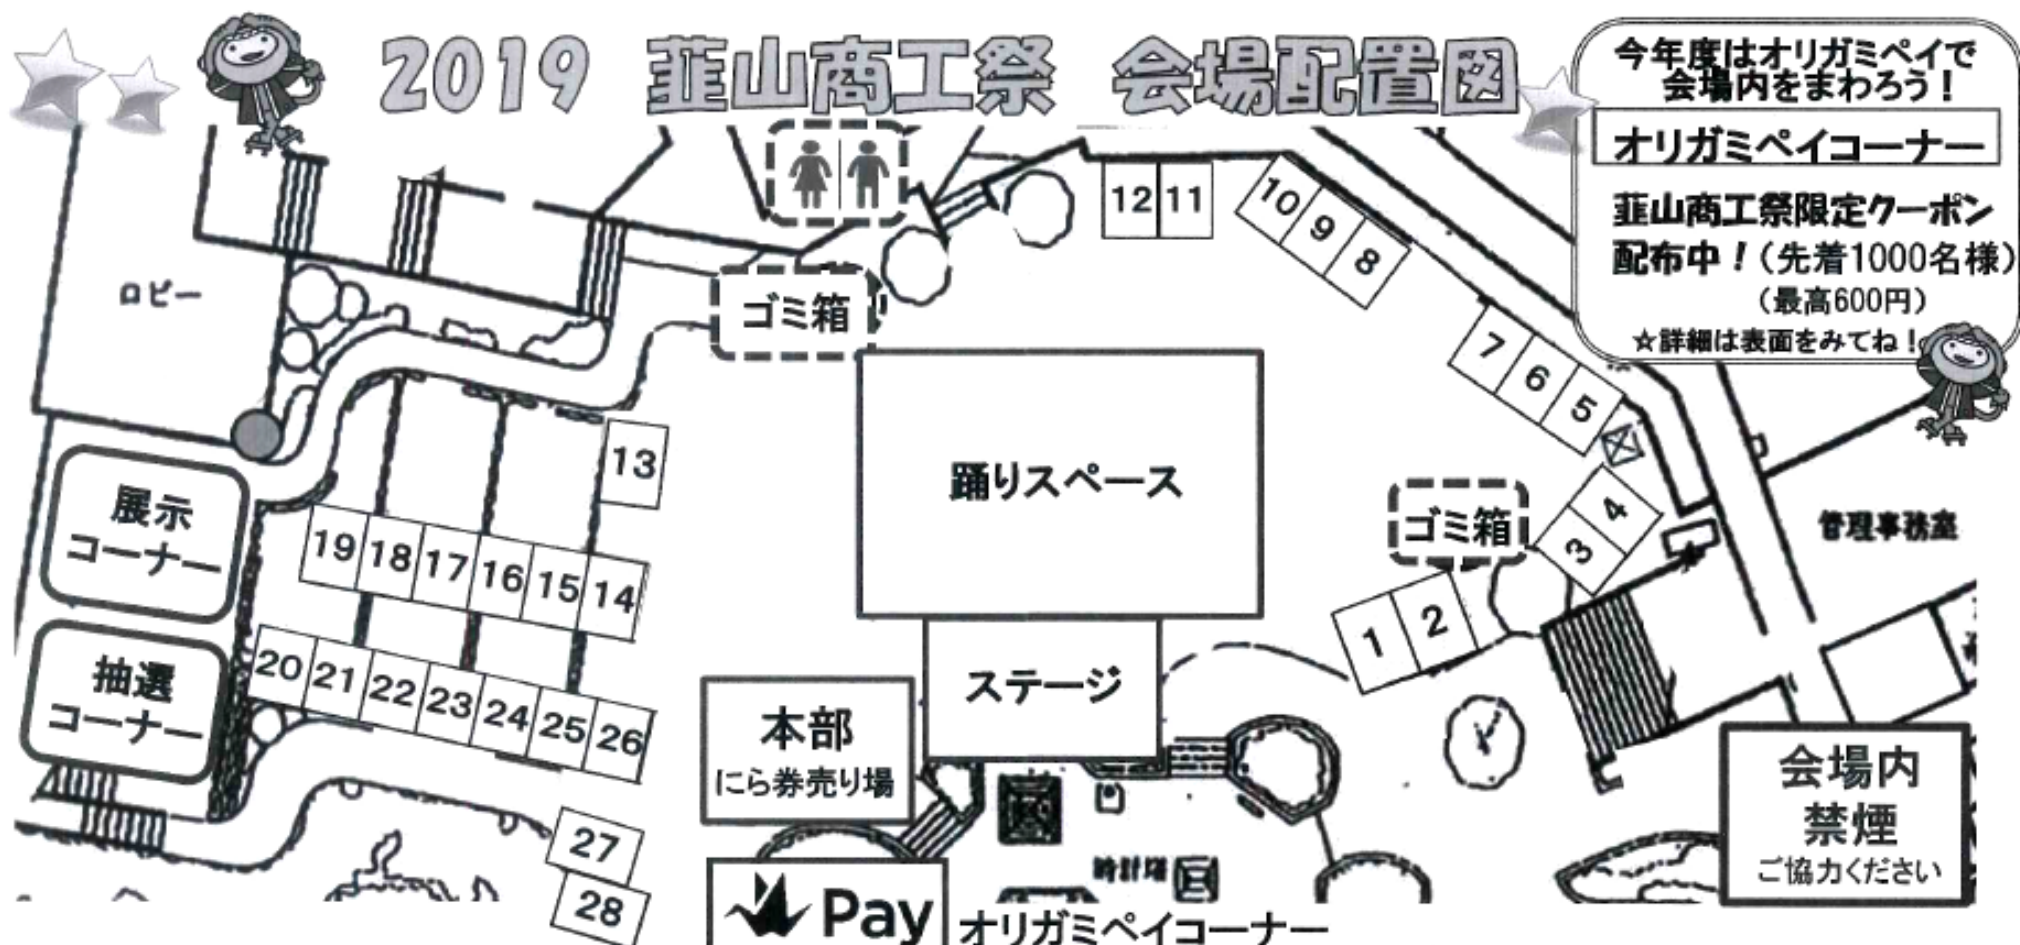 2019 韮山商工祭 会場配置図
今年度はオリガミペイで
会場内をまわろう！
オリガミペイコーナー
韮山商工祭限定クーポン
配布中！（先着1000名様）
（最高600円）
☆詳細は表面をみてね！
ロビー
ゴミ箱
12 11
10 9 8
7 6 5
4
3
ゴミ箱
管理事務室
1 2
踊りスペース
ステージ
13
展示
コーナー
19 18 17 16 15 14
抽選
コーナー
20 21 22 23 24 25 26
27
28
本部
にら券売り場
時計塔
Pay
オリガミペイコーナー
会場内
禁煙
ご協力ください